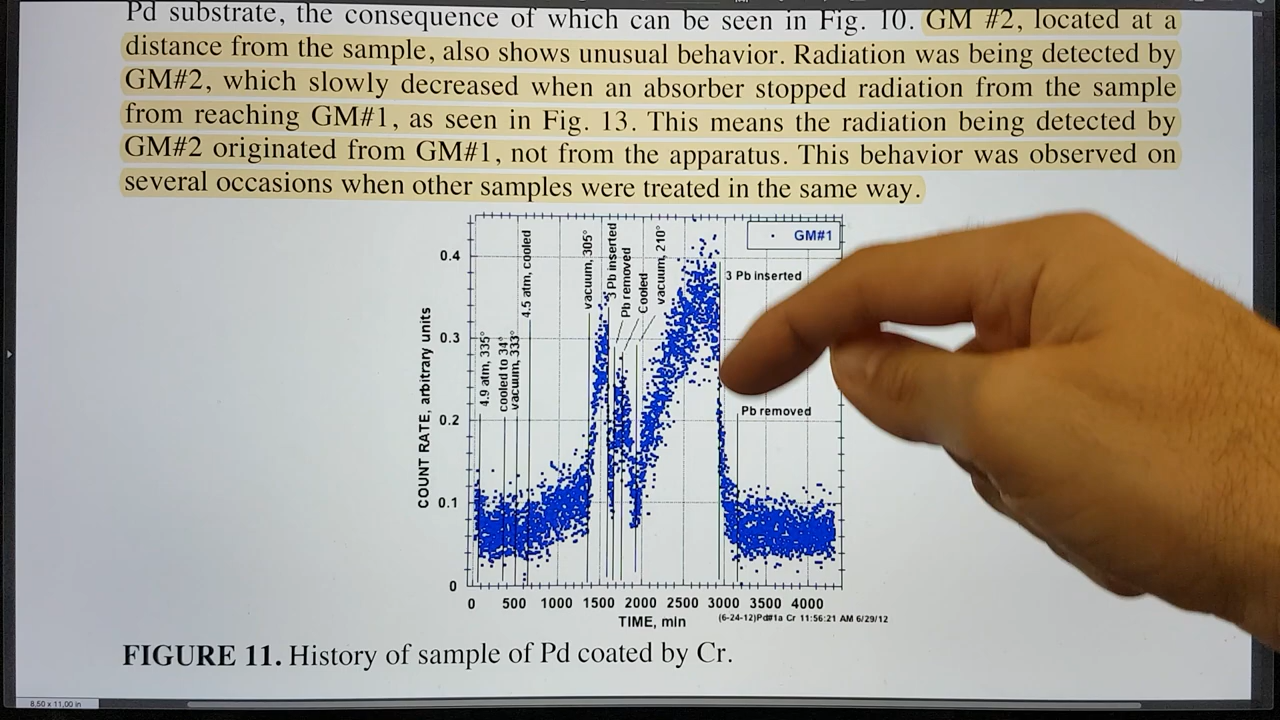 Pd substrate, the consequence of which can be seen in Fig. 10. GM #2, located at a
distance from the sample, also shows unusual behavior. Radiation was being detected by
GM#2, which slowly decreased when an absorber stopped radiation from the sample
from reaching GM#1, as seen in Fig. 13. This means the radiation being detected by
GM#2 originated from GM#1, not from the apparatus. This behavior was observed on
several occasions when other samples were treated in the same way.
GM#1
COUNT RATE, arbitrary units
0.4
0.3
0.2
0.1
0
4.9 atm, 335°
cooled to 34°
vacuum, 333°
4.5 atm, cooled
vacuum, 305°
3 Pb inserted
Pb removed
Cooled
vacuum, 210°
3 Pb inserted
Pb removed
0 500 1000 1500 2000 2500 3000 3500 4000
TIME, min
(6-24-12)Pd#1a Cr 11:56:21 AM 6/29/12
FIGURE 11. History of sample of Pd coated by Cr.
8,50 x 11,00 in